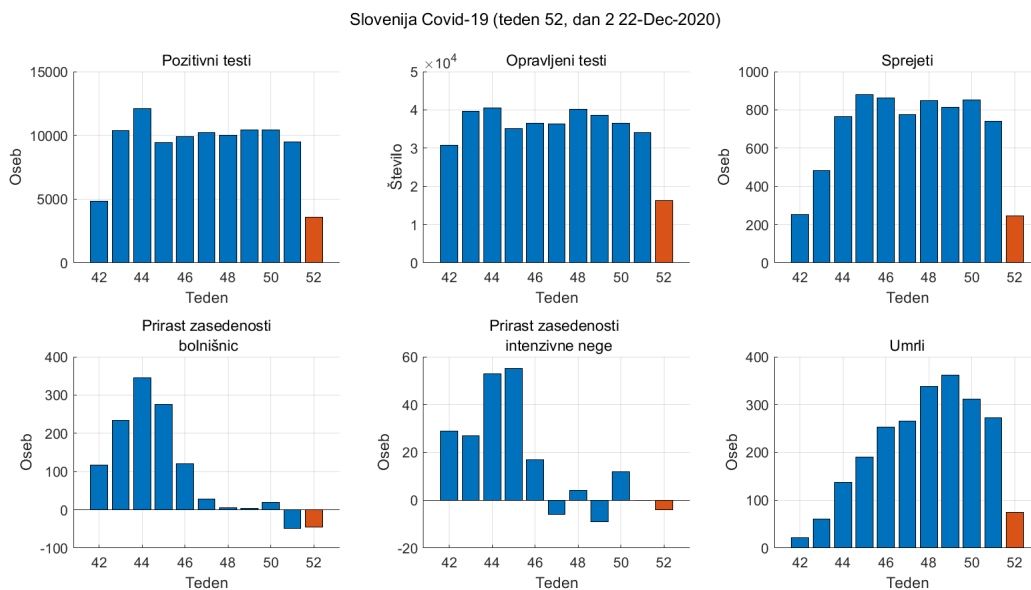 Slovenija Covid-19 (teden 52, dan 2 22-Dec-2020)
Pozitivni testi
15000
10000
5000
0
Oseb
42 44 46 48 50 52
Teden
Opravljeni testi
×10⁴
5
4
3
2
1
0
Število
42 44 46 48 50 52
Teden
Sprejeti
1000
800
600
400
200
0
Oseb
42 44 46 48 50 52
Teden
Prirast zasedenosti
bolnišnic
400
300
200
100
0
-100
Oseb
42 44 46 48 50 52
Teden
Prirast zasedenosti
intenzivne nege
60
40
20
0
-20
Oseb
42 44 46 48 50 52
Teden
Umrli
400
300
200
100
0
Oseb
42 44 46 48 50 52
Teden